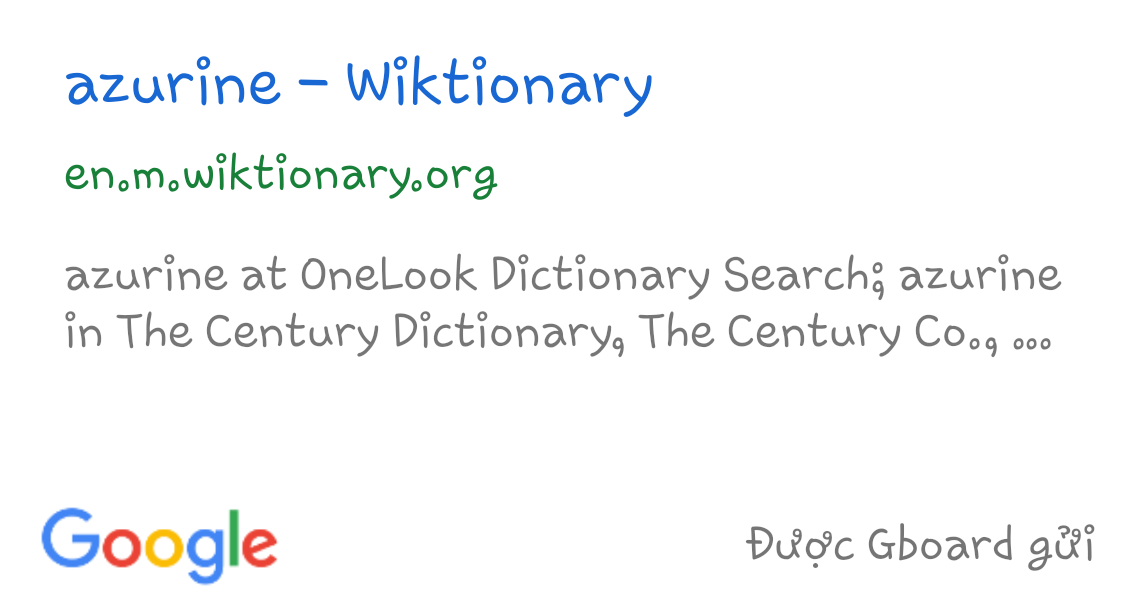 azurine - Wiktionary
en.m.wiktionary.org
azurine at OneLook Dictionary Search; azurine
in The Century Dictionary, The Century Co., ...
Google
Được Gboard gửi